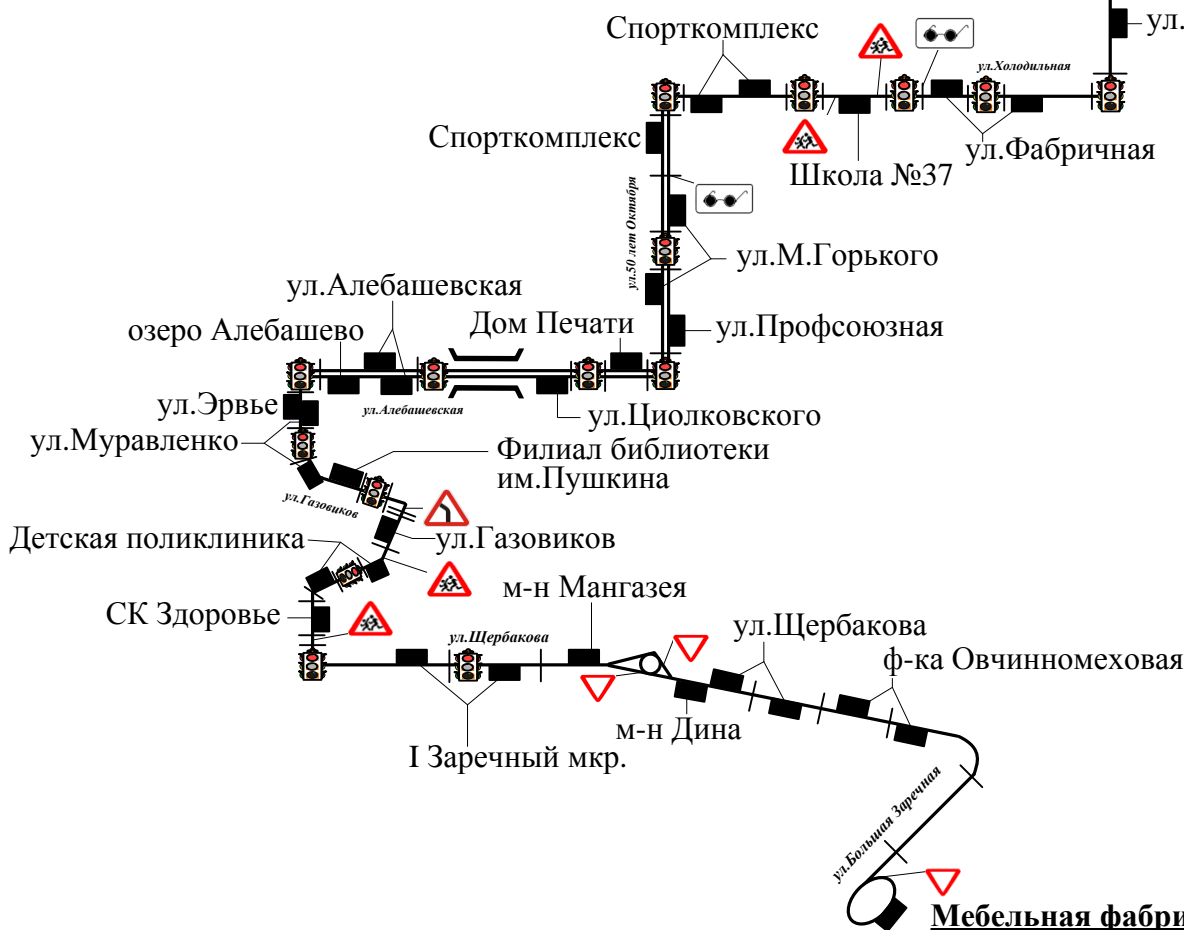 Спорткомплекс
ул.
ул.Холодильная
Спорткомплекс
ул.Фабричная
Школа №37
ул.50 лет Октября
ул.М.Горького
ул.Алебашевская
озеро Алебашево
Дом Печати
ул.Профсоюзная
ул.Эрвье
ул.Алебашевская
ул.Циолковского
ул.Муравленко
Филиал библиотеки
им.Пушкина
ул.Газовиков
Детская поликлиника
ул.Газовиков
м-н Мангазея
СК Здоровье
ул.Щербакова
ул.Щербакова
ф-ка Овчинномеховая
м-н Дина
I Заречный мкр.
ул.Большая Заречная
Мебельная фабри